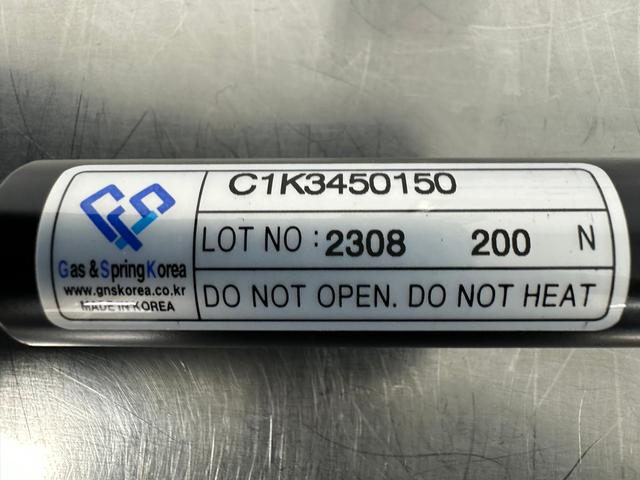 C1K3450150
LOT NO : 2308 200 N
DO NOT OPEN. DO NOT HEAT
Gas & Spring Korea
www.gnskorea.co.kr
MADE IN KOREA